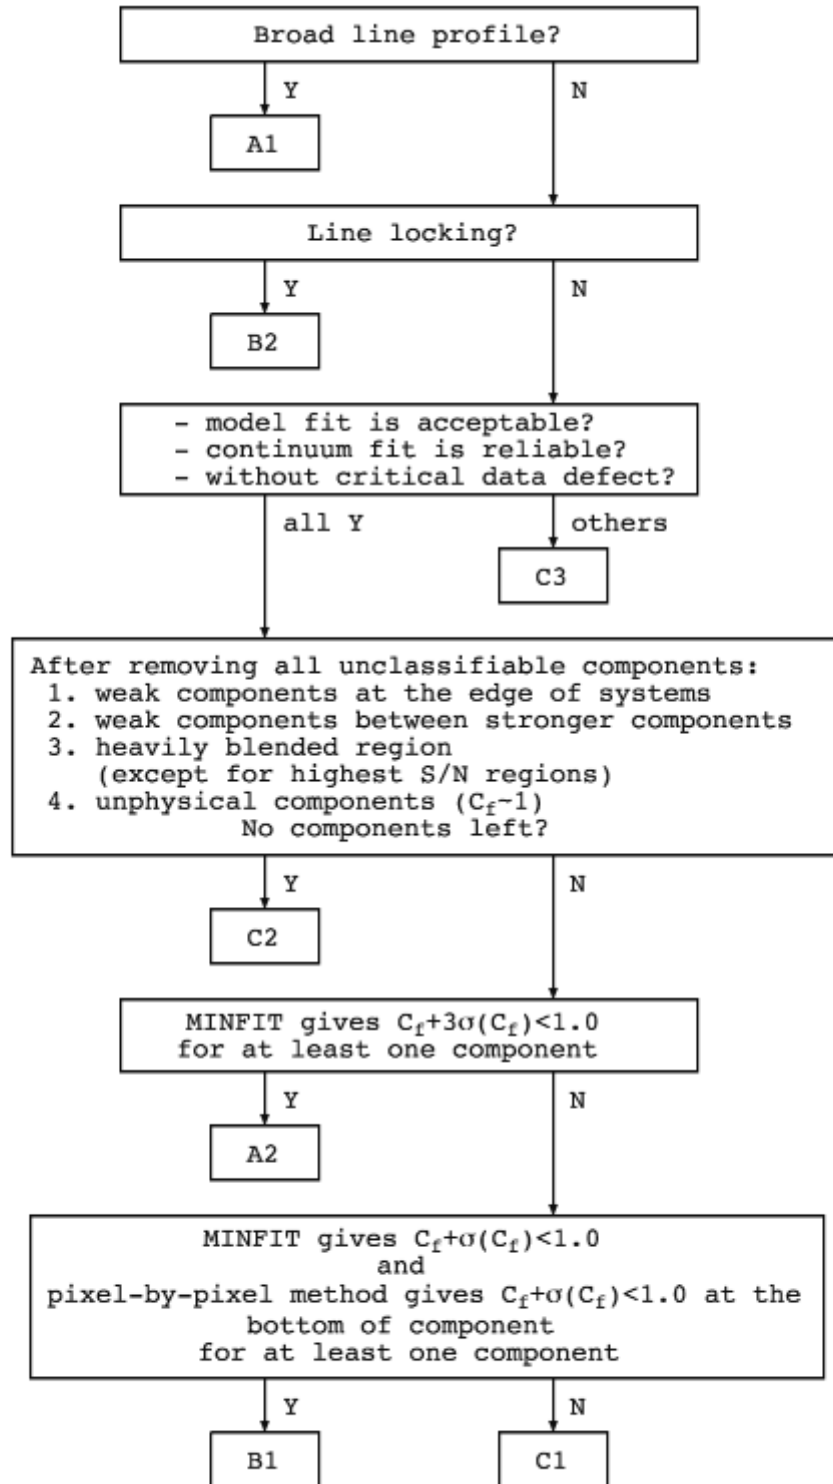 Broad line profile?
Y
N
A1
Line locking?
Y
N
B2
- model fit is acceptable?
- continuum fit is reliable?
- without critical data defect?
all Y
others
C3
After removing all unclassifiable components:
1. weak components at the edge of systems
2. weak components between stronger components
3. heavily blended region
(except for highest S/N regions)
4. unphysical components (Cf~1)
No components left?
Y
N
C2
MINFIT gives Cf+3σ(Cf)<1.0
for at least one component
Y
N
A2
MINFIT gives Cf+σ(Cf)<1.0
and
pixel-by-pixel method gives Cf+σ(Cf)<1.0 at the
bottom of component
for at least one component
Y
N
B1
C1